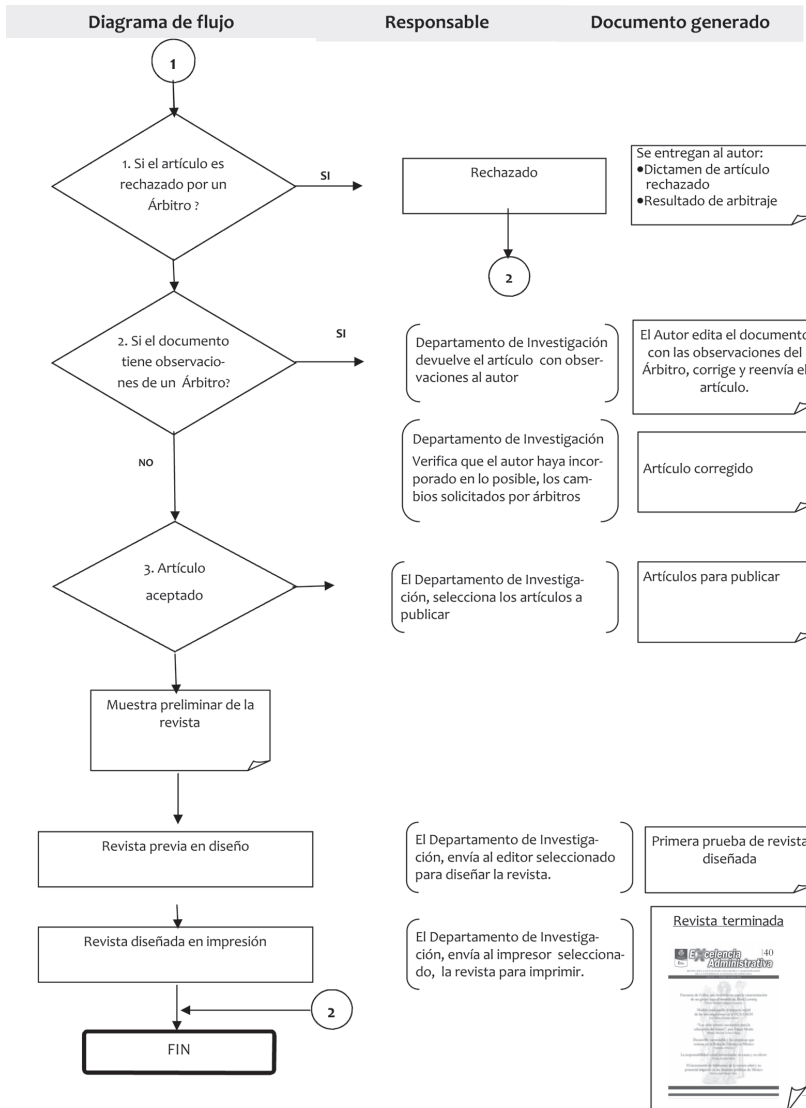 Diagrama de flujo
Responsable
Documento generado
1
1. Si el artículo es
rechazado por un
Árbitro ?
SI
Rechazado
Se entregan al autor:
•Dictamen de artículo
rechazado
•Resultado de arbitraje
2
2. Si el documento
tiene observacio-
nes de un Árbitro?
SI
Departamento de Investigación
devuelve el artículo con obser-
vaciones al autor
El Autor edita el documento
con las observaciones del
Árbitro, corrige y reenvía el
artículo.
NO
Departamento de Investigación
Verifica que el autor haya incor-
porado en lo posible, los cam-
bios solicitados por árbitros
Artículo corregido
3. Artículo
aceptado
El Departamento de Investiga-
ción, selecciona los artículos a
publicar
Artículos para publicar
Muestra preliminar de la
revista
Revista previa en diseño
El Departamento de Investiga-
ción, envía al editor seleccionado
para diseñar la revista.
Primera prueba de revista
diseñada
Revista diseñada en impresión
El Departamento de Investiga-
ción, envía al impresor selecciona-
do, la revista para imprimir.
Revista terminada
Excelencia
Administrativa
40
2
FIN